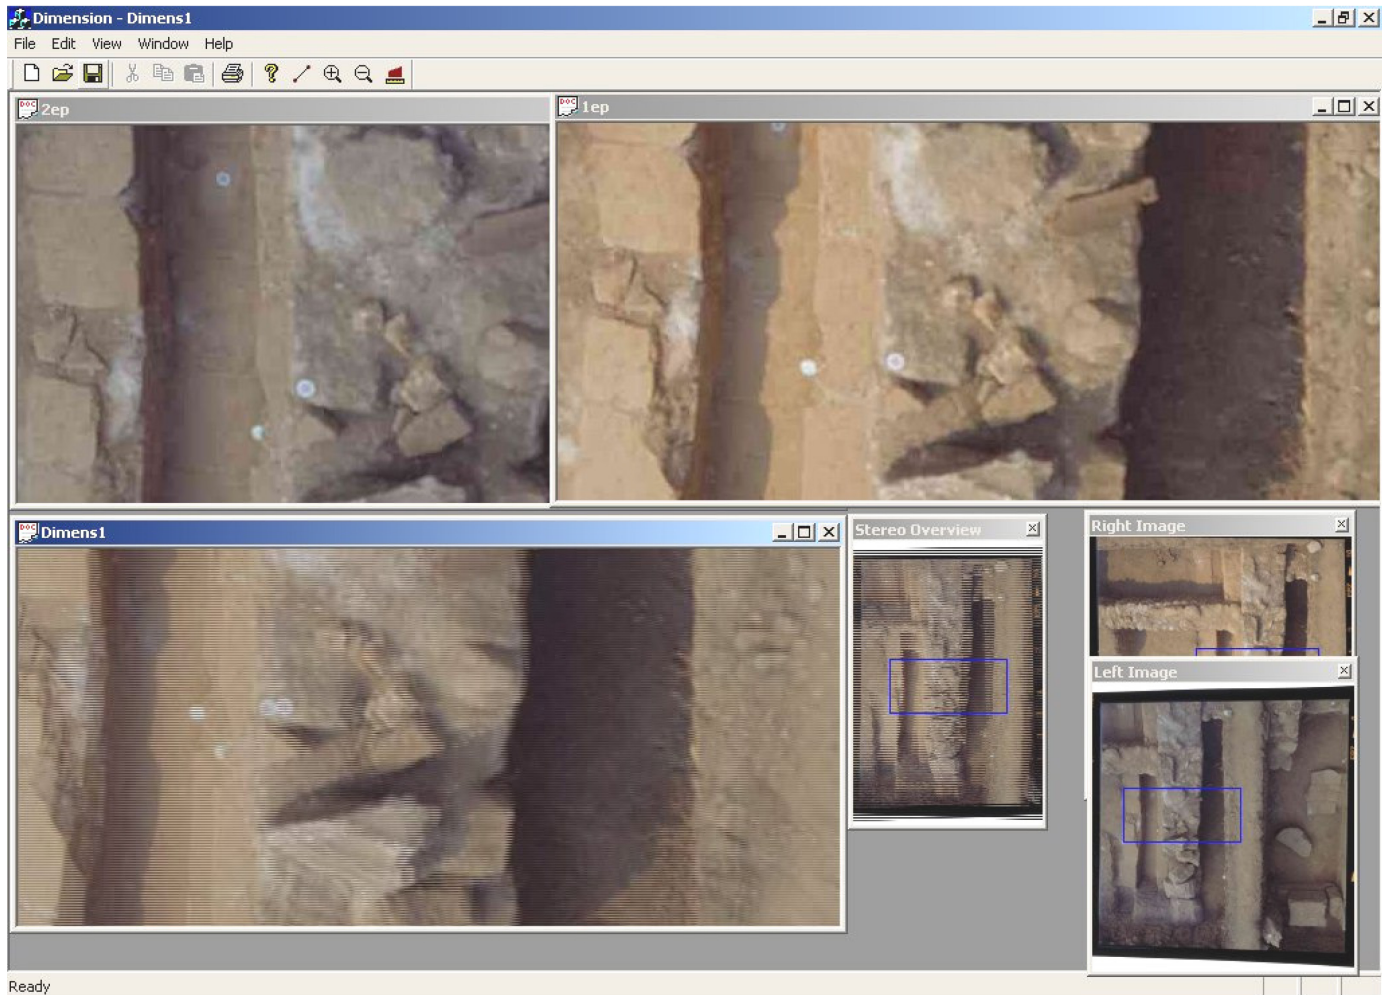 Dimension - Dimens1
File Edit View Window Help
2ep
1ep
Dimens1
Stereo Overview
Right Image
Left Image
Ready